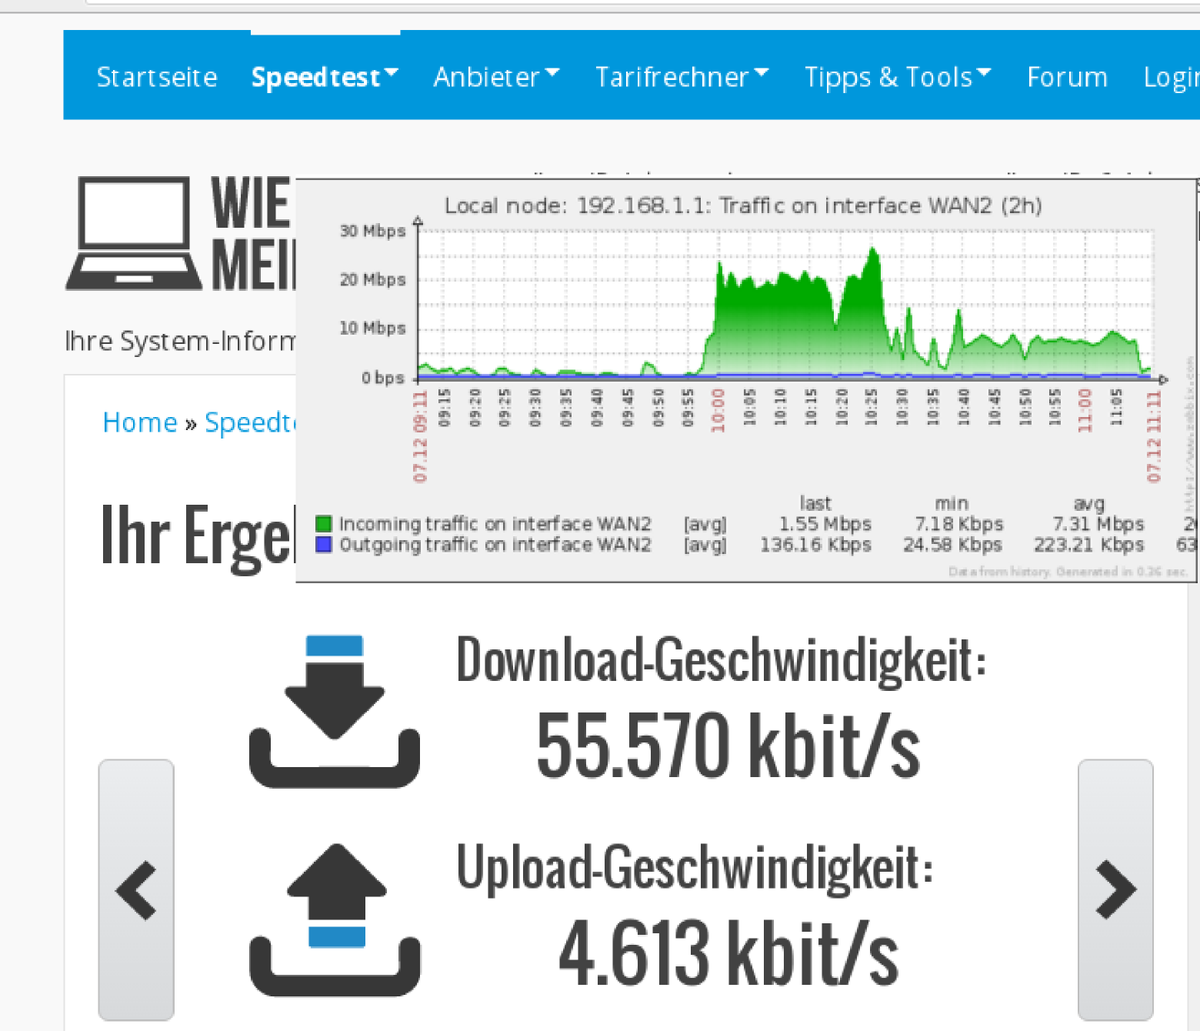 Startseite Speedtest Anbieter Tarifrechner Tipps & Tools Forum Login
WIE
MEI
Ihre System-Inform
Home » Speedte
Ihr Erge
Local node: 192.168.1.1: Traffic on interface WAN2 (2h)
30 Mbps
20 Mbps
10 Mbps
0 bps
07.12 09:11 09:15 09:20 09:25 09:30 09:35 09:40 09:45 09:50 09:55 10:00 10:05 10:10 10:15 10:20 10:25 10:30 10:35 10:40 10:45 10:50 10:55 11:00 11:05 07.12 11:11
http://www.zabbix.com
last min avg
Incoming traffic on interface WAN2 [avg] 1.55 Mbps 7.18 Kbps 7.31 Mbps
Outgoing traffic on interface WAN2 [avg] 136.16 Kbps 24.58 Kbps 223.21 Kbps 63
Data from history. Generated in 0.26 sec.
Download-Geschwindigkeit:
55.570 kbit/s
Upload-Geschwindigkeit:
4.613 kbit/s